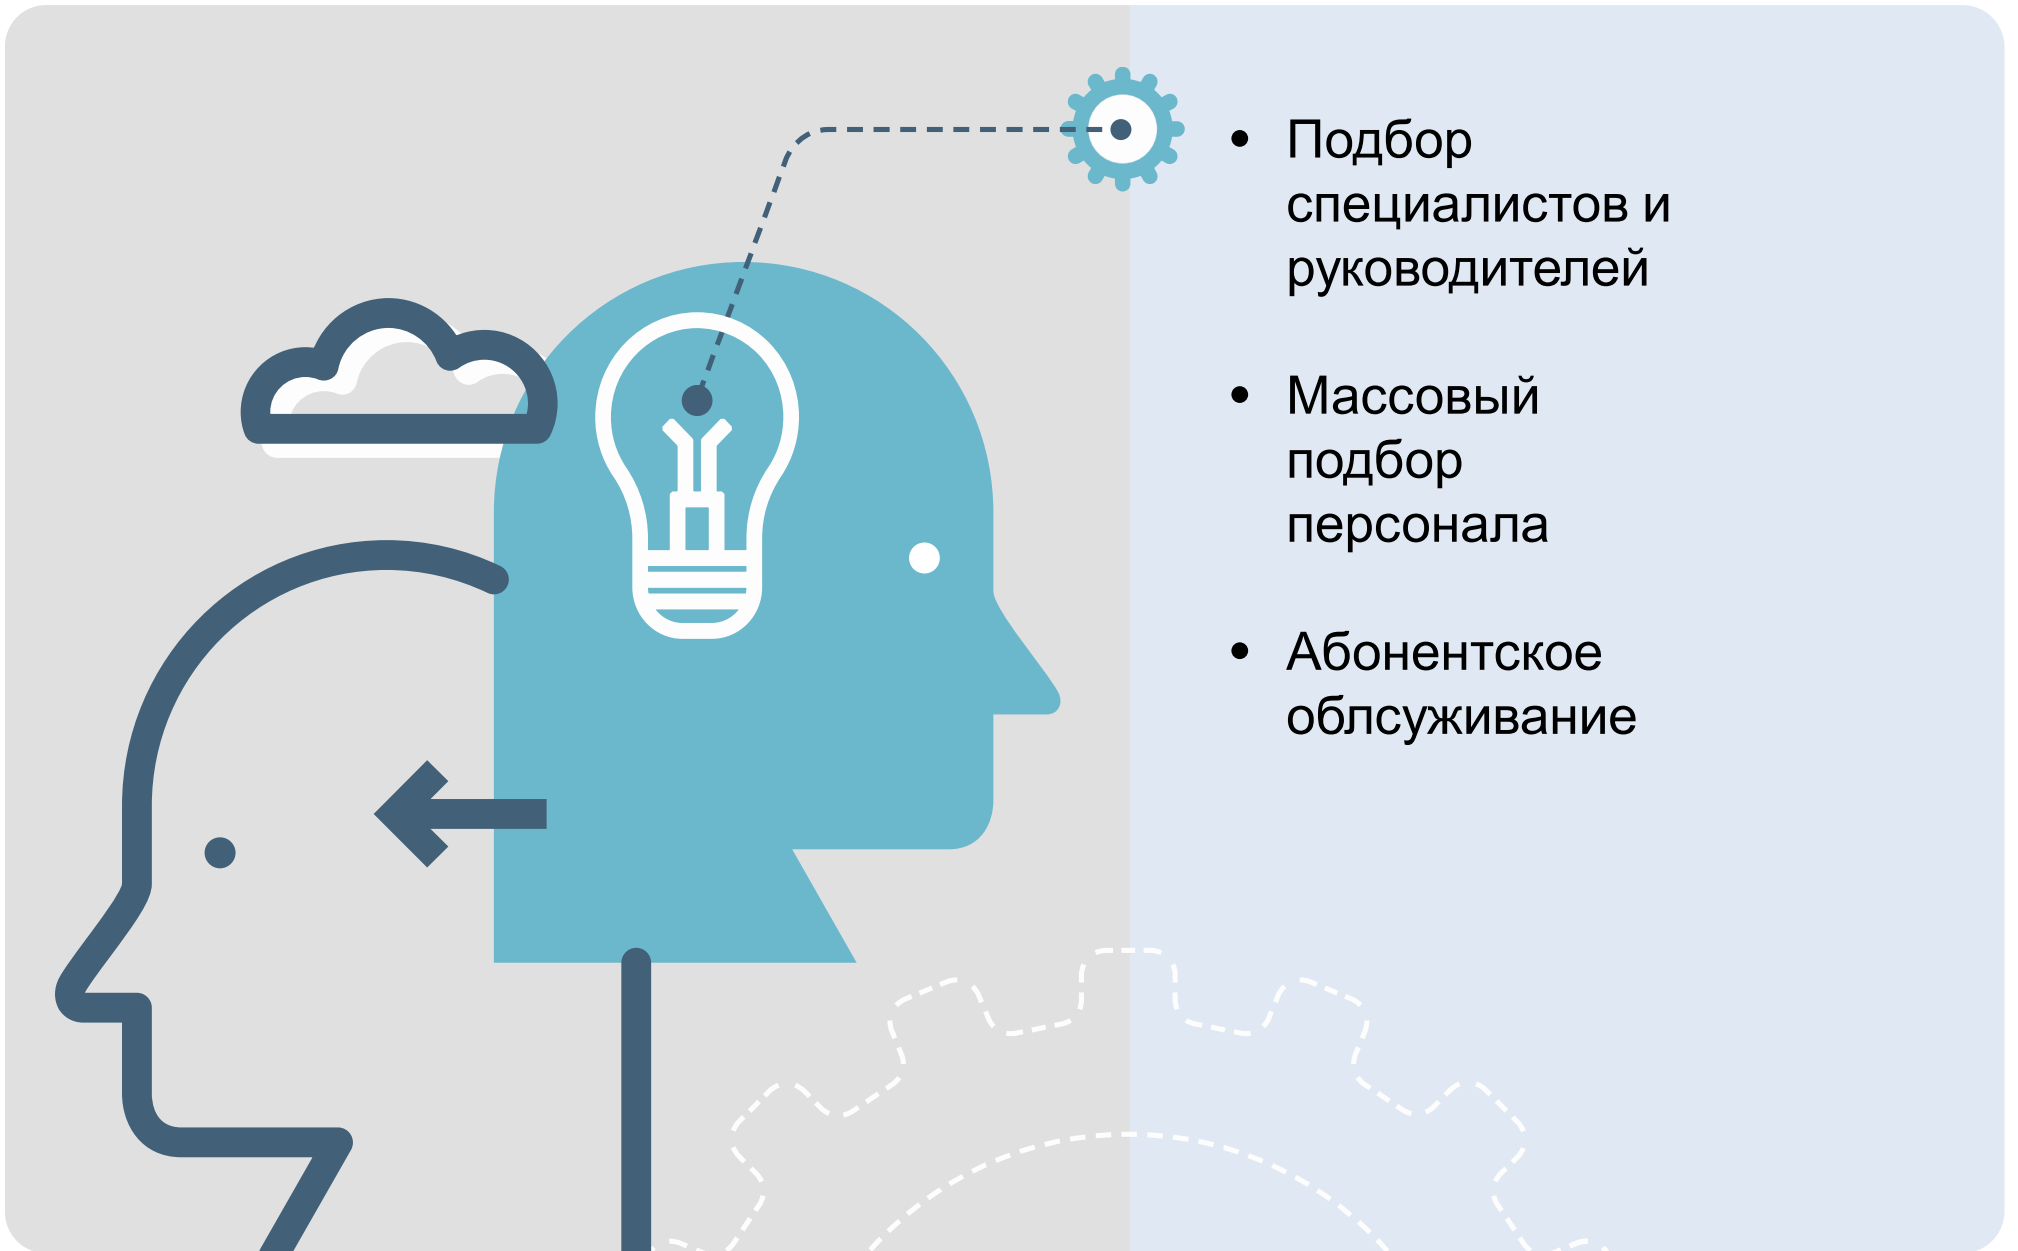 • Подбор
специалистов и
руководителей
• Массовый
подбор
персонала
• Абонентское
облсуживание